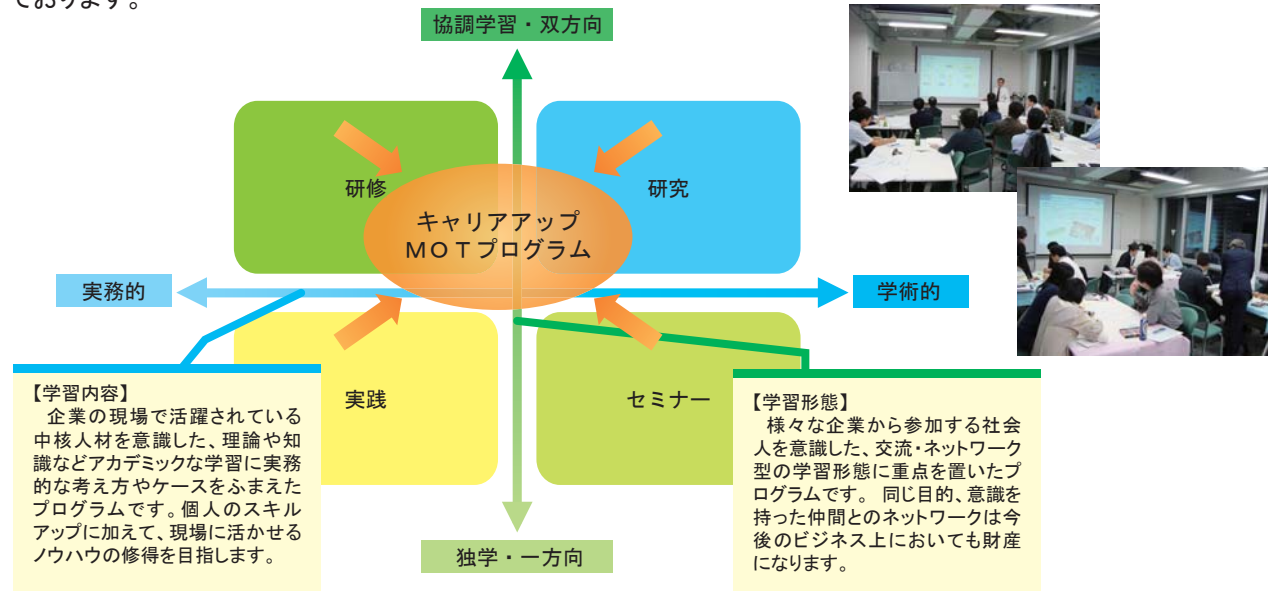 ております。
協調学習・双方向
研修
研究
キャリアアップ
MOTプログラム
実務的
学術的
実践
セミナー
【学習内容】
企業の現場で活躍されている
中核人材を意識した、理論や知
識などアカデミックな学習に実務
的な考え方やケースをふまえた
プログラムです。個人のスキル
アップに加えて、現場に活かせる
ノウハウの修得を目指します。
【学習形態】
様々な企業から参加する社会
人を意識した、交流・ネットワーク
型の学習形態に重点を置いたプ
ログラムです。 同じ目的、意識を
持った仲間とのネットワークは今
後のビジネス上においても財産
になります。
独学・一方向